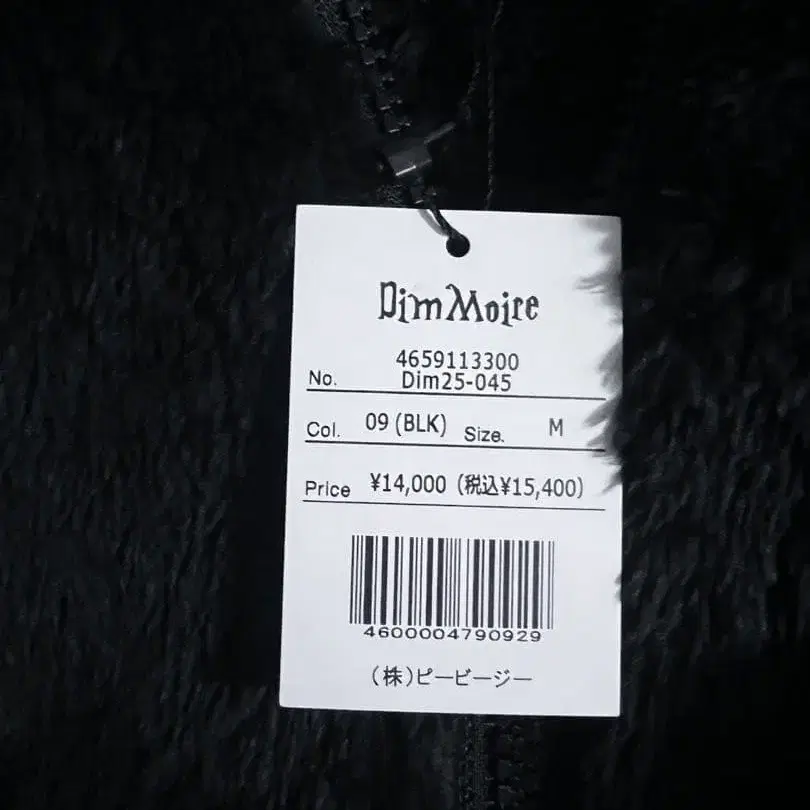 Dim Moire
4659113300
No. Dim25-045
Col. 09 (BLK) Size. M
Price ¥14,000 (税込¥15,400)
4600004790929
(株)ピービージー